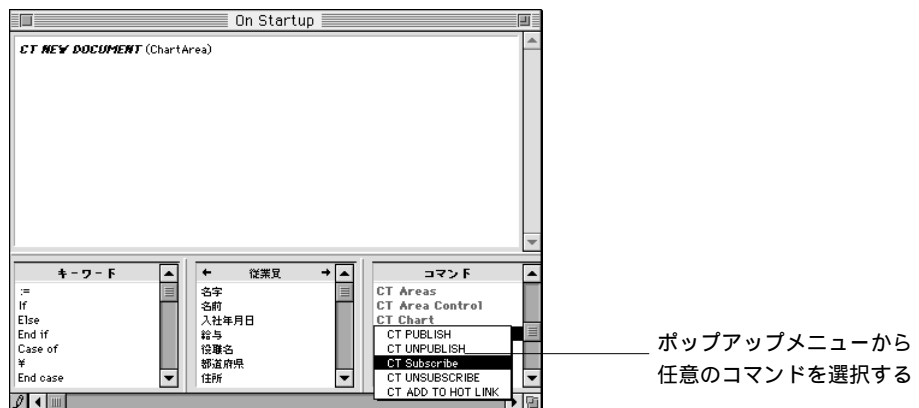 On Startup
CT NEW DOCUMENT (ChartArea)
キーワード
:=
If
Else
End if
Case of
¥
End case
従業員
名字
名前
入社年月日
給与
役職名
都道府県
住所
コマンド
CT Areas
CT Area Control
CT Chart
CT PUBLISH
CT UNPUBLISH
CT Subscribe
CT UNSUBSCRIBE
CT ADD TO HOT LINK
ポップアップメニューから
任意のコマンドを選択する